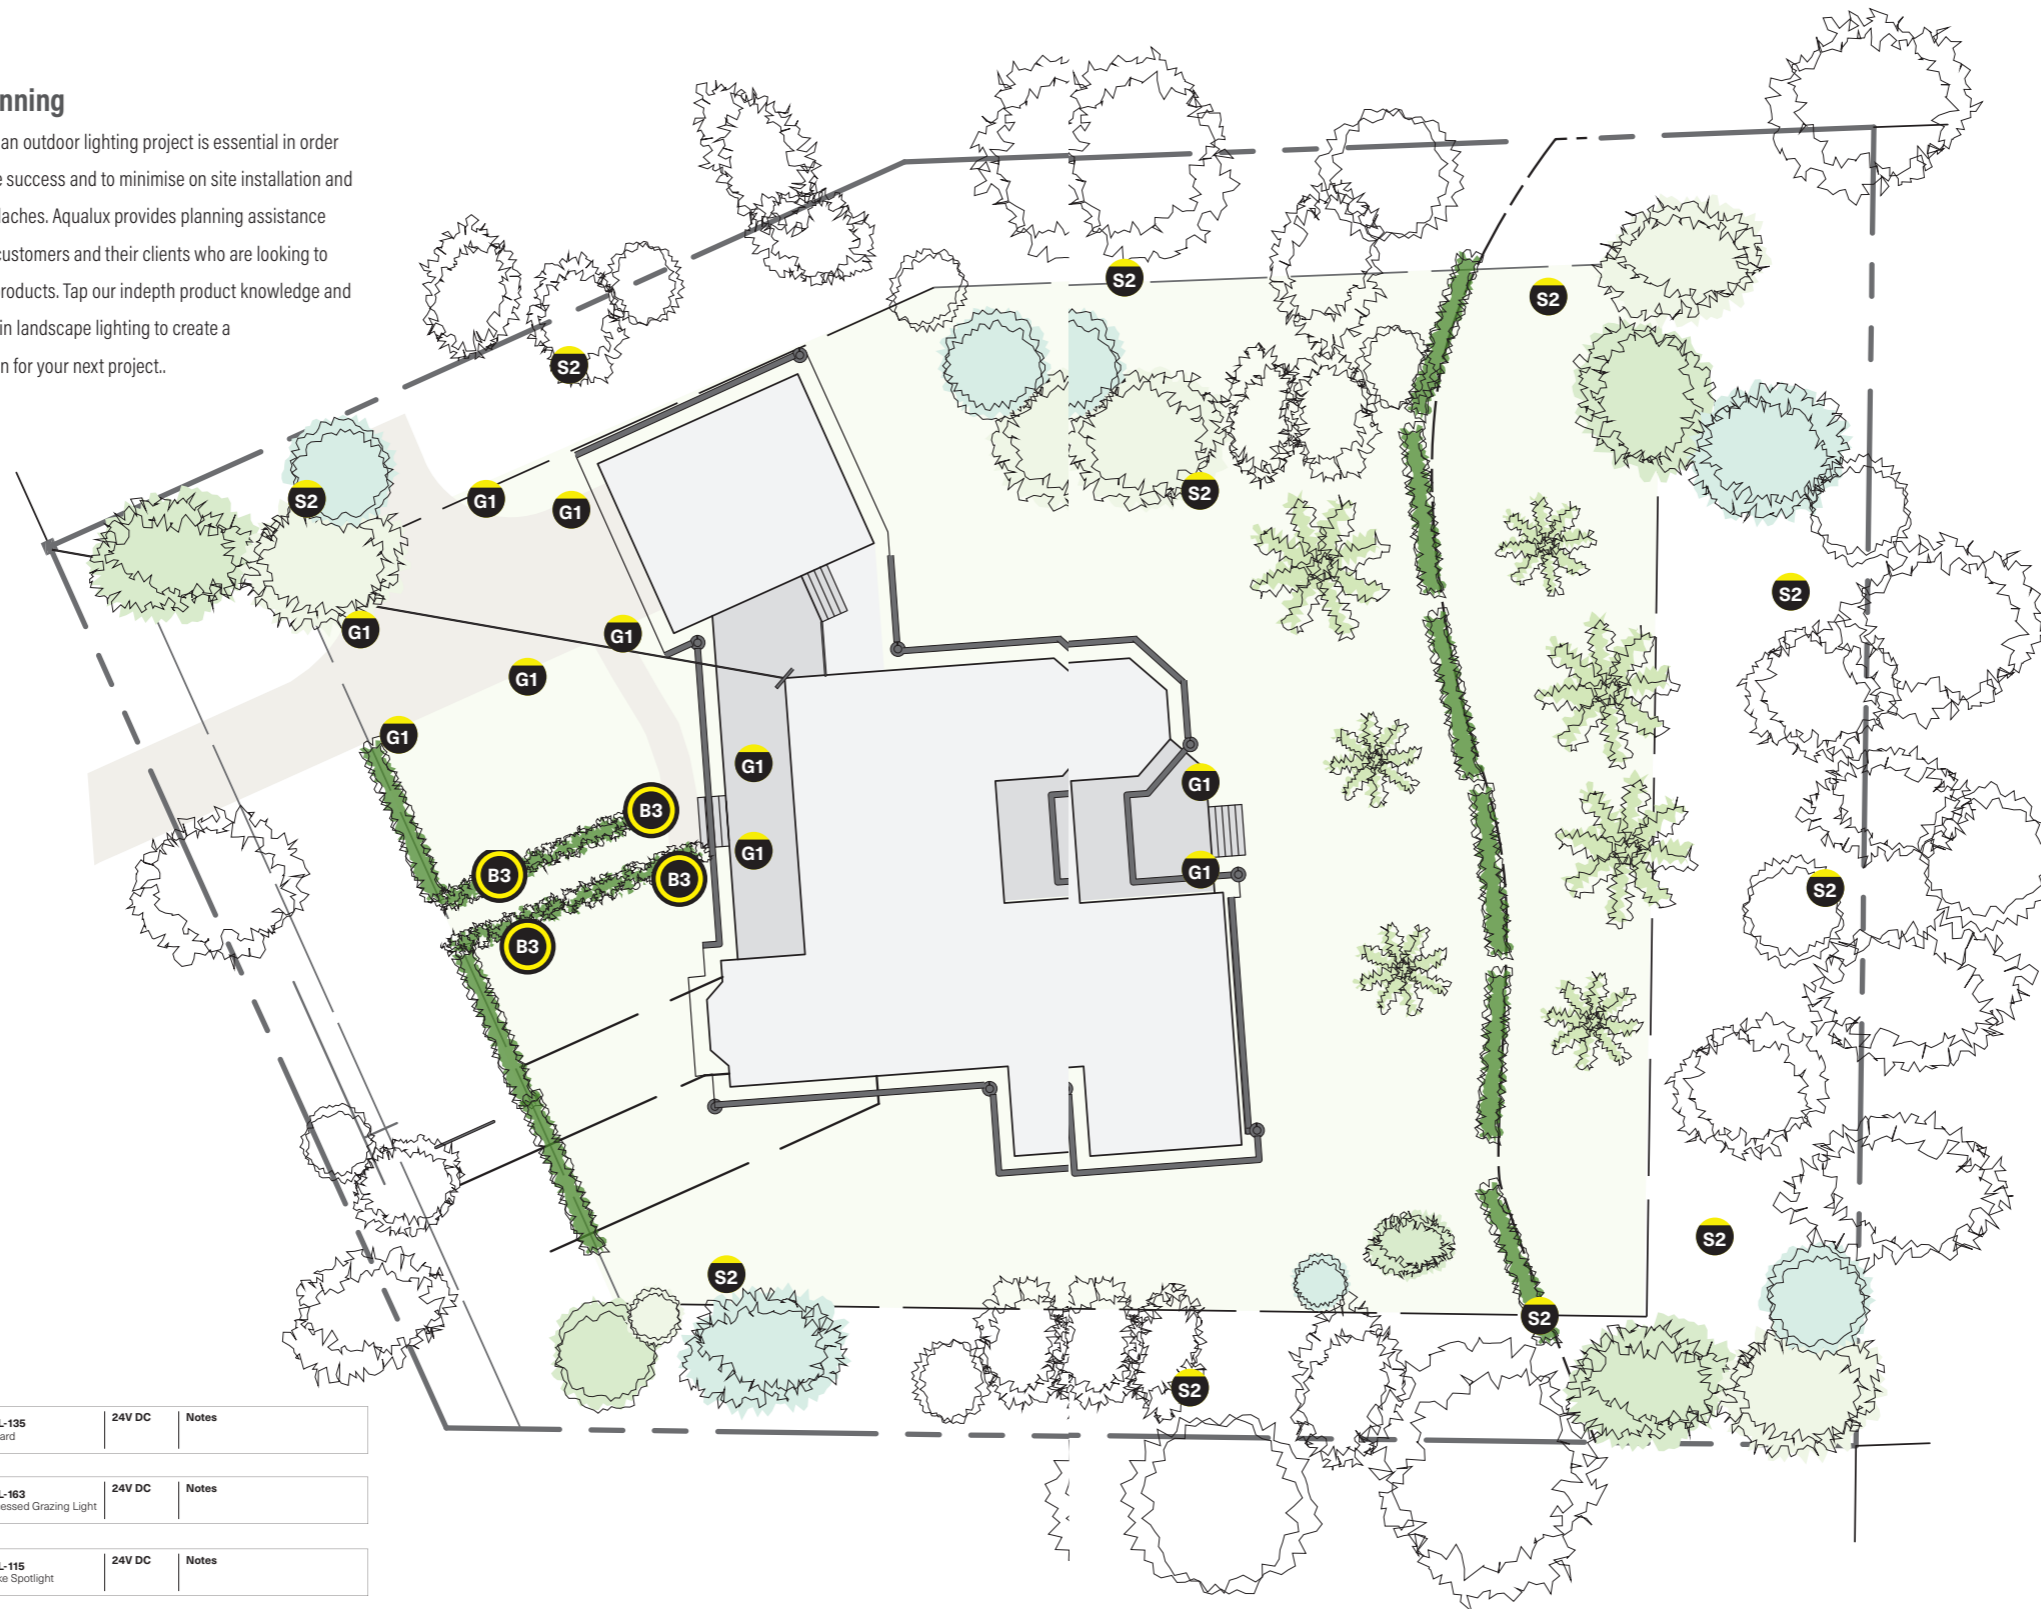 nning
an outdoor lighting project is essential in order
e success and to minimise on site installation and
laches. Aqualux provides planning assistance
customers and their clients who are looking to
roducts. Tap our indepth product knowledge and
in landscape lighting to create a
n for your next project..
S2
S2
S2
S2
G1
G1
S2
S2
G1
G1
G1
G1
G1
G1
B3
G1
B3
B3
G1
S2
B3
S2
S2
S2
S2
L-135
ard
24V DC
Notes
L-163
essed Grazing Light
24V DC
Notes
L-115
ke Spotlight
24V DC
Notes